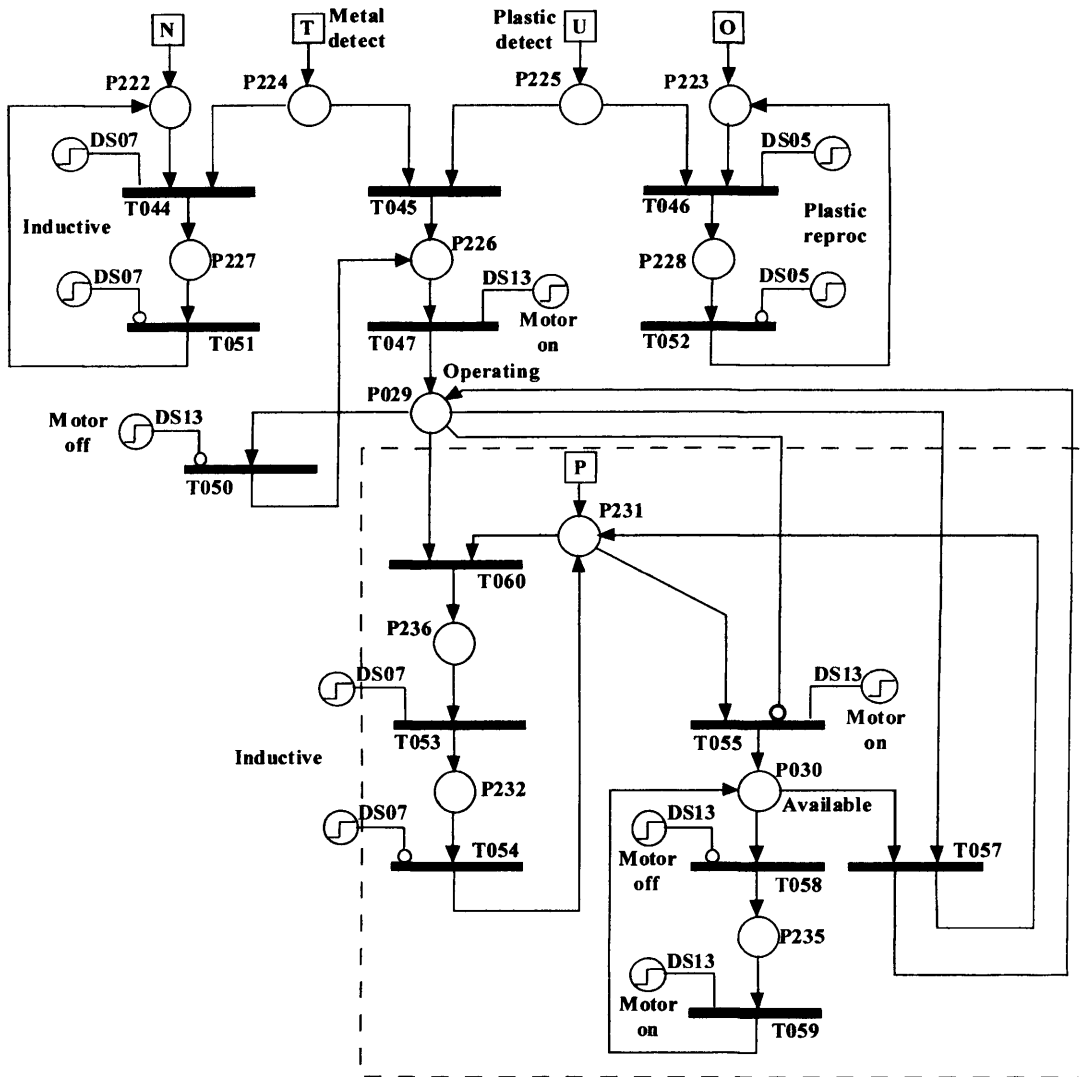 N
T
Metal
detect
Plastic
detect
U
O
P222
P224
P225
P223
DS07
DS05
T044
T045
T046
Inductive
Plastic
reproc
P227
P226
P228
DS07
DS13
DS05
Motor
on
T051
T047
T052
Operating
P029
Motor
off
DS13
T050
P
P231
T060
P236
DS07
DS13
Motor
on
T053
T055
Inductive
P232
P030
Available
DS07
DS13
T054
Motor
off
T058
T057
P235
DS13
Motor
on
T059